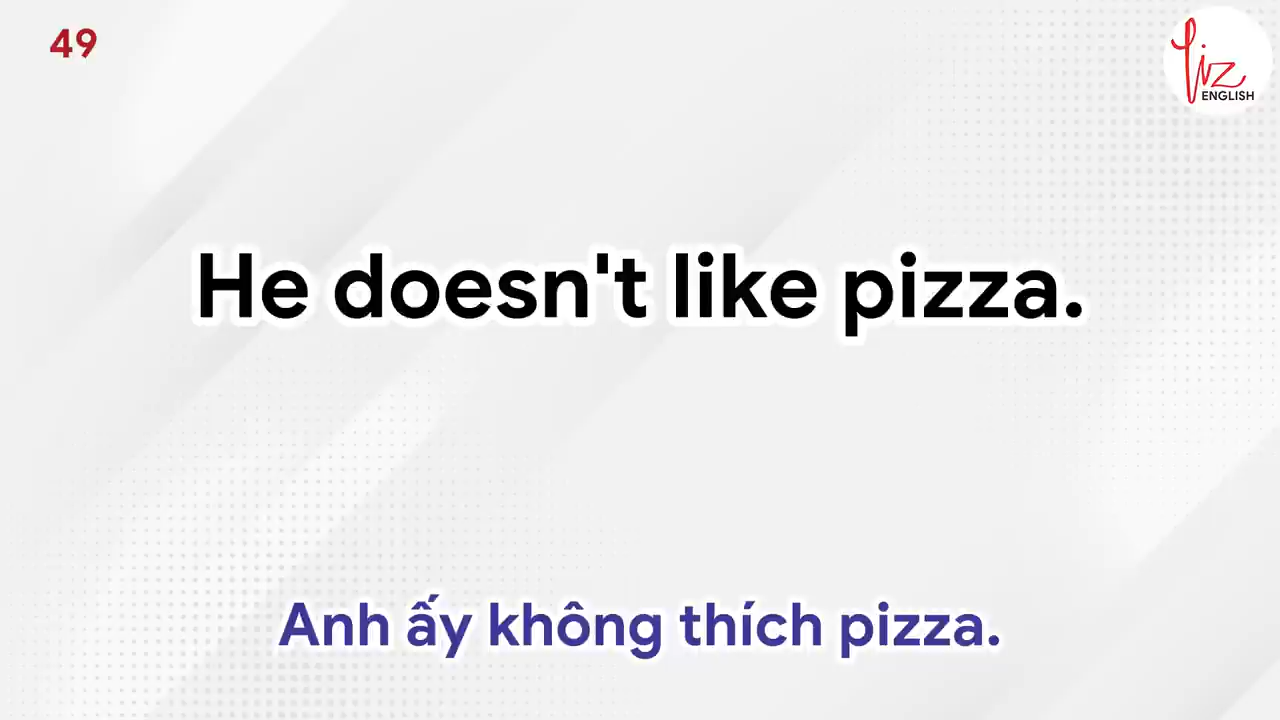 49
liz
ENGLISH
He doesn't like pizza.
Anh ấy không thích pizza.